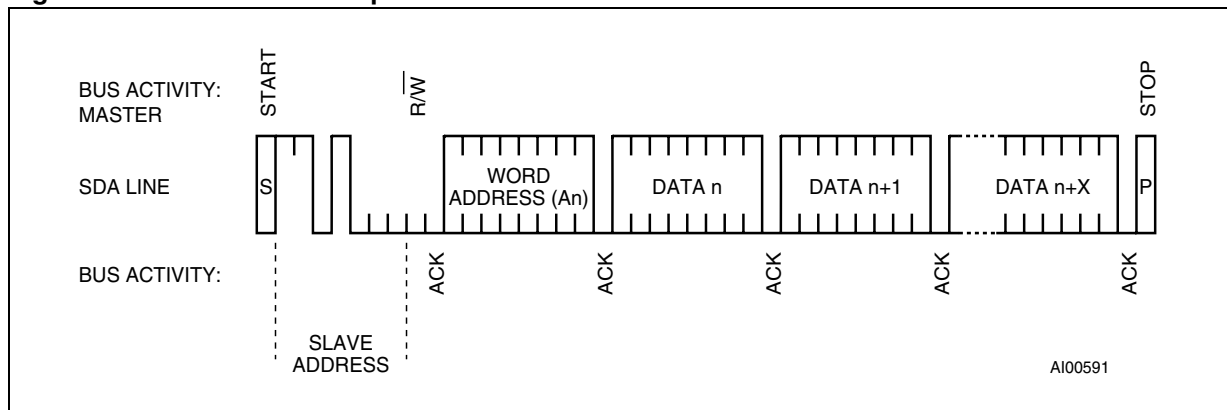 START
R/W
STOP
BUS ACTIVITY:
MASTER
SDA LINE
S
WORD
ADDRESS (An)
DATA n
DATA n+1
DATA n+X
P
BUS ACTIVITY:
ACK
ACK
ACK
ACK
ACK
SLAVE
ADDRESS
AI00591